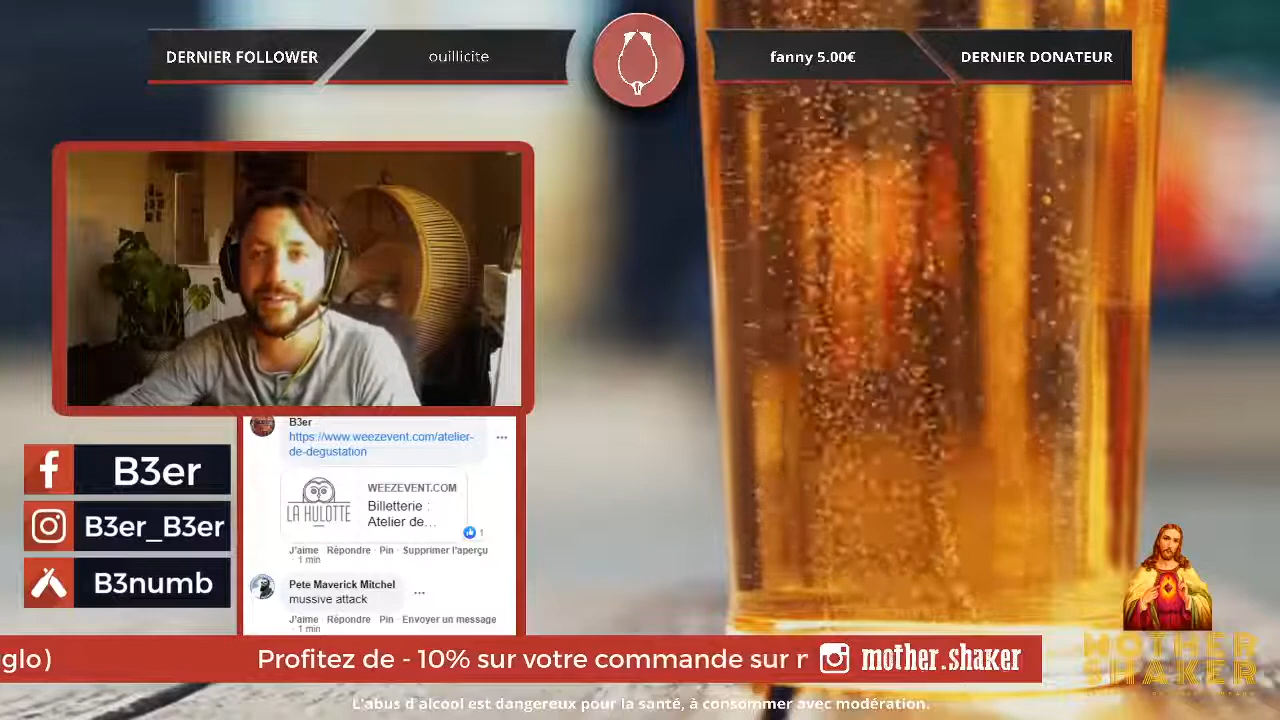 DERNIER FOLLOWER
ouillicite
fanny 5.00€
DERNIER DONATEUR
B3er
https://www.weezevent.com/atelier-
de-degustation
WEEZEVENT.COM
Billetterie :
Atelier de…
LA HULOTTE
1
J'aime · Répondre · Pin · Supprimer l'aperçu
· 1 min
Pete Maverick Mitchel
mussive attack
J'aime · Répondre · Pin · Envoyer un message
· 1 min
B3er
B3er_B3er
B3numb
glo)
Profitez de - 10% sur votre commande sur
mother.shaker
MOTHER
SHAKER
L'abus d'alcool est dangereux pour la santé, à consommer avec modération.